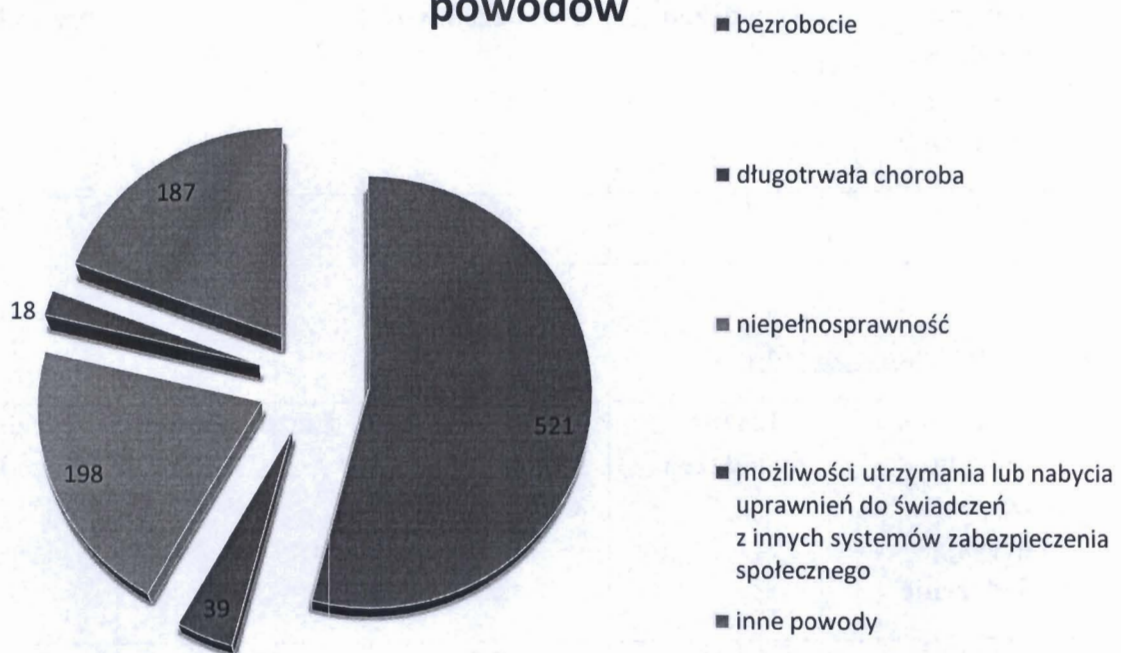 powodów
bezrobocie
długotrwała choroba
niepełnosprawność
możliwości utrzymania lub nabycia
uprawnień do świadczeń
z innych systemów zabezpieczenia
społecznego
inne powody
187
18
198
39
521